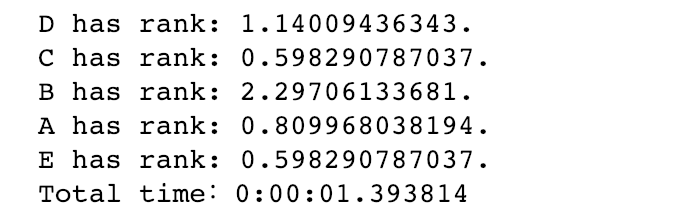 D has rank: 1.14009436343.
C has rank: 0.598290787037.
B has rank: 2.29706133681.
A has rank: 0.809968038194.
E has rank: 0.598290787037.
Total time: 0:00:01.393814